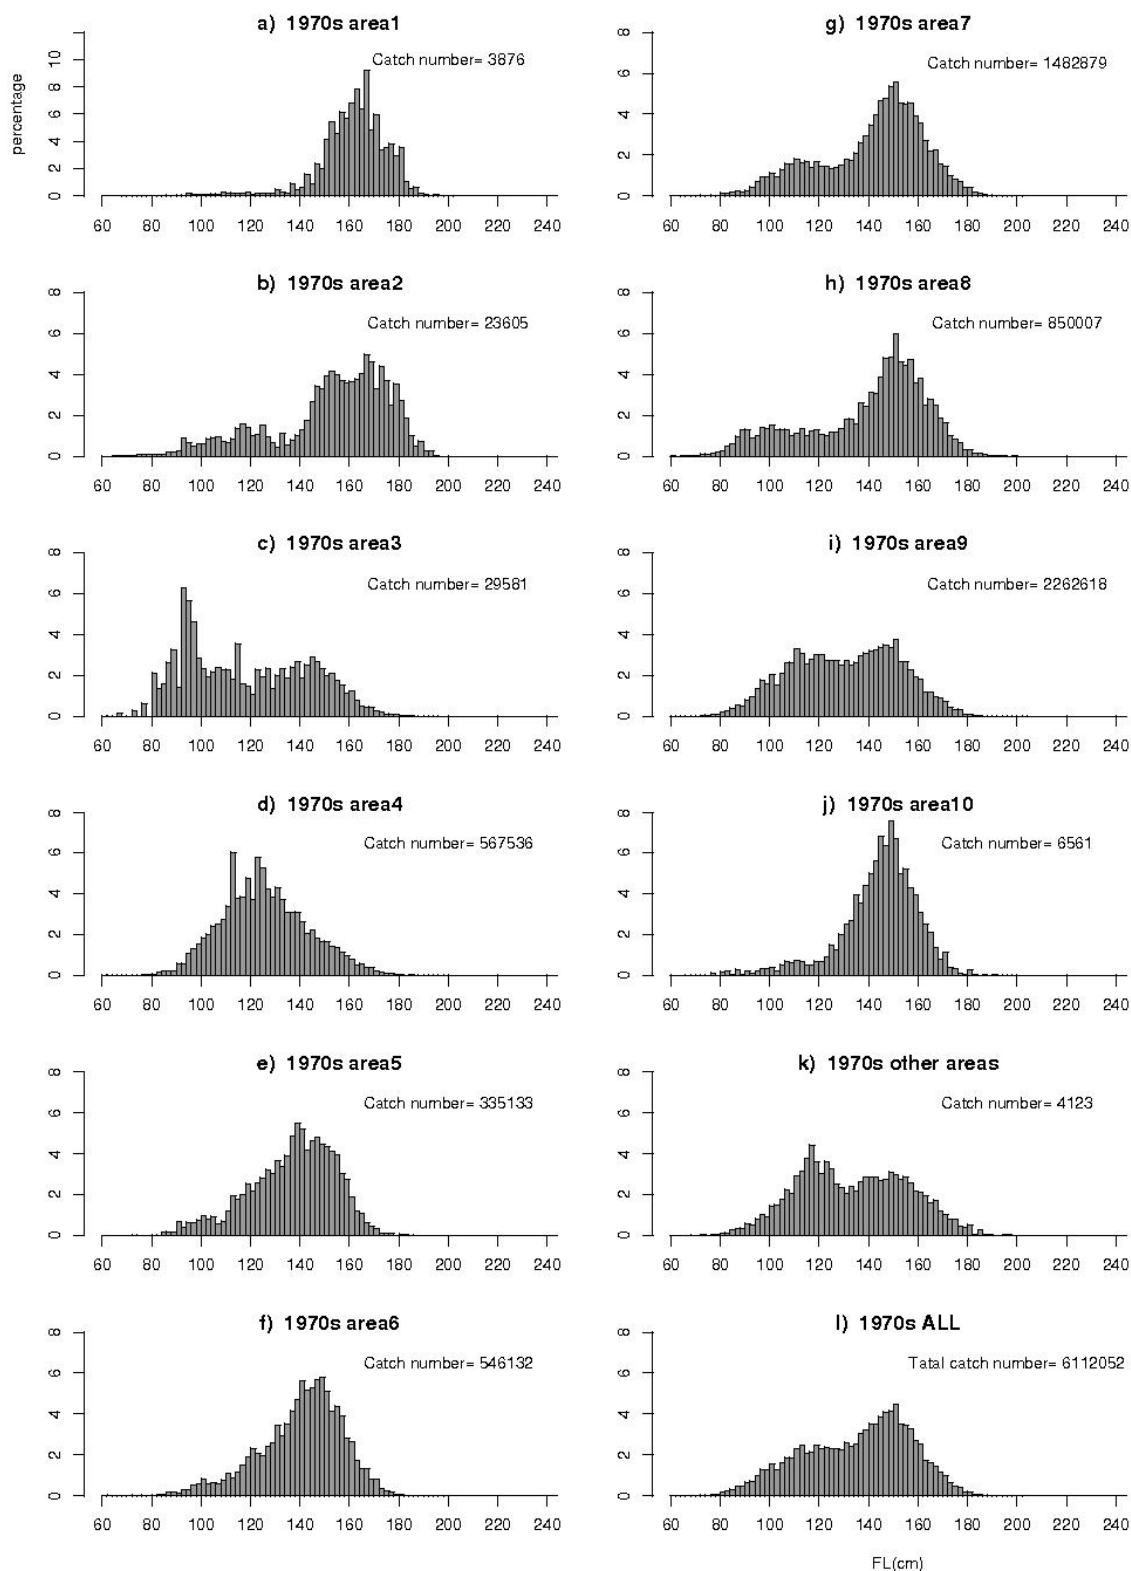 a) 1970s area1
Catch number= 3876
percentage
0 2 4 6 8 10
60 80 100 120 140 160 180 200 220 240
b) 1970s area2
Catch number= 23605
0 2 4 6 8
60 80 100 120 140 160 180 200 220 240
c) 1970s area3
Catch number= 29581
0 2 4 6 8
60 80 100 120 140 160 180 200 220 240
d) 1970s area4
Catch number= 567536
0 2 4 6 8
60 80 100 120 140 160 180 200 220 240
e) 1970s area5
Catch number= 335133
0 2 4 6 8
60 80 100 120 140 160 180 200 220 240
f) 1970s area6
Catch number= 546132
0 2 4 6 8
60 80 100 120 140 160 180 200 220 240
g) 1970s area7
Catch number= 1482879
0 2 4 6 8
60 80 100 120 140 160 180 200 220 240
h) 1970s area8
Catch number= 850007
0 2 4 6 8
60 80 100 120 140 160 180 200 220 240
i) 1970s area9
Catch number= 2262618
0 2 4 6 8
60 80 100 120 140 160 180 200 220 240
j) 1970s area10
Catch number= 6561
0 2 4 6 8
60 80 100 120 140 160 180 200 220 240
k) 1970s other areas
Catch number= 4123
0 2 4 6 8
60 80 100 120 140 160 180 200 220 240
l) 1970s ALL
Tatal catch number= 6112052
0 2 4 6 8
60 80 100 120 140 160 180 200 220 240
FL(cm)